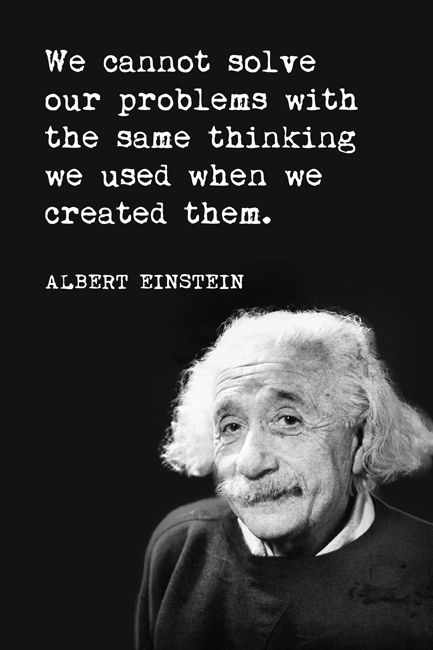 We cannot solve
our problems with
the same thinking
we used when we
created them.
ALBERT EINSTEIN